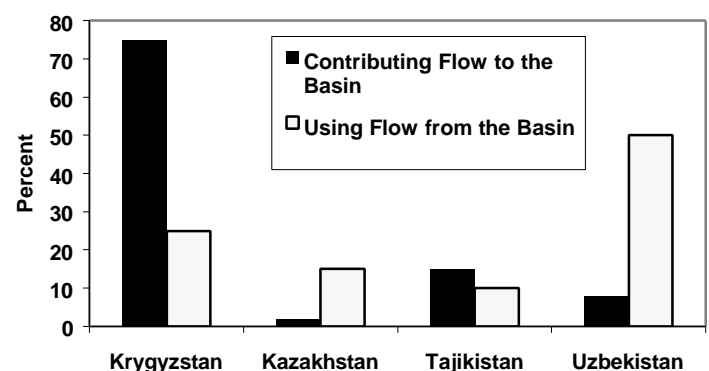 80
70
60
50
40
30
20
10
0
Percent
Contributing Flow to the
Basin
Using Flow from the Basin
Krygyzstan Kazakhstan Tajikistan Uzbekistan